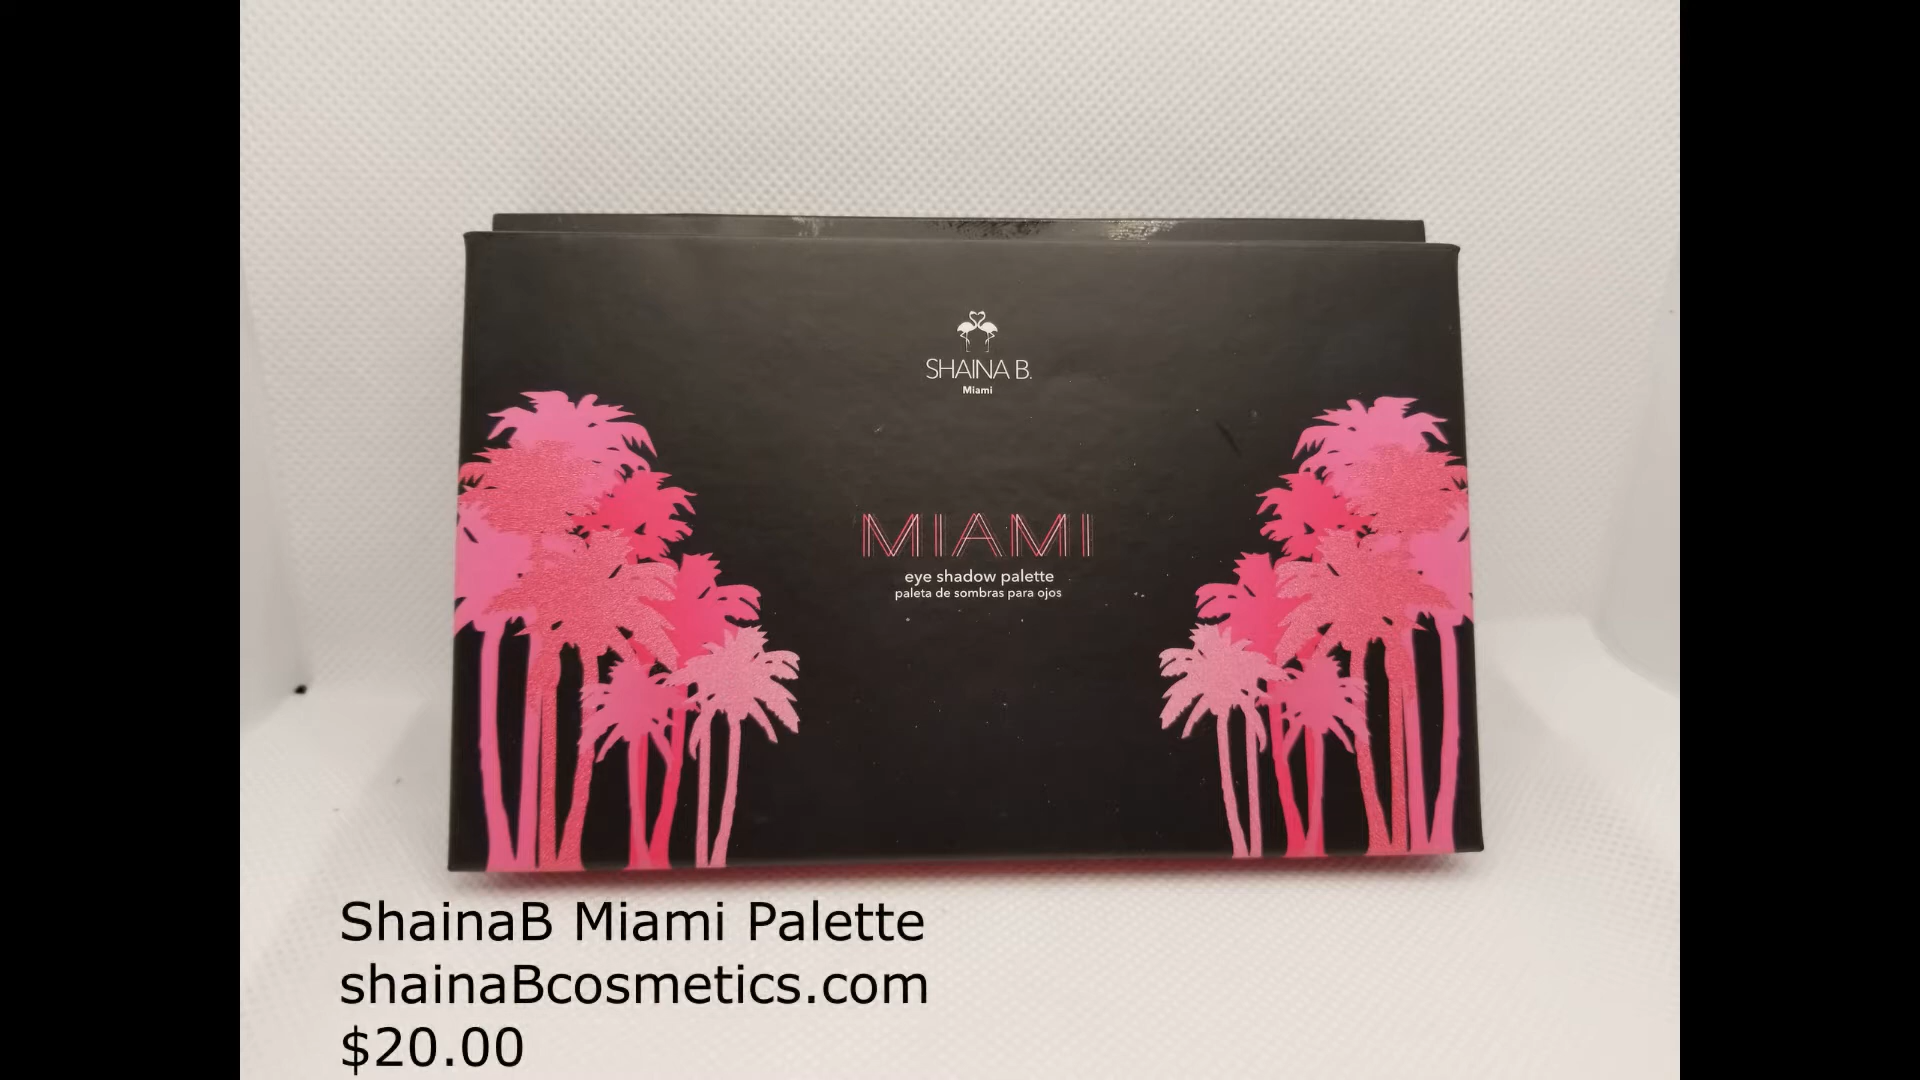 SHAINA B.
Miami
MIAMI
eye shadow palette
paleta de sombras para ojos
ShainaB Miami Palette
shainaBcosmetics.com
$20.00